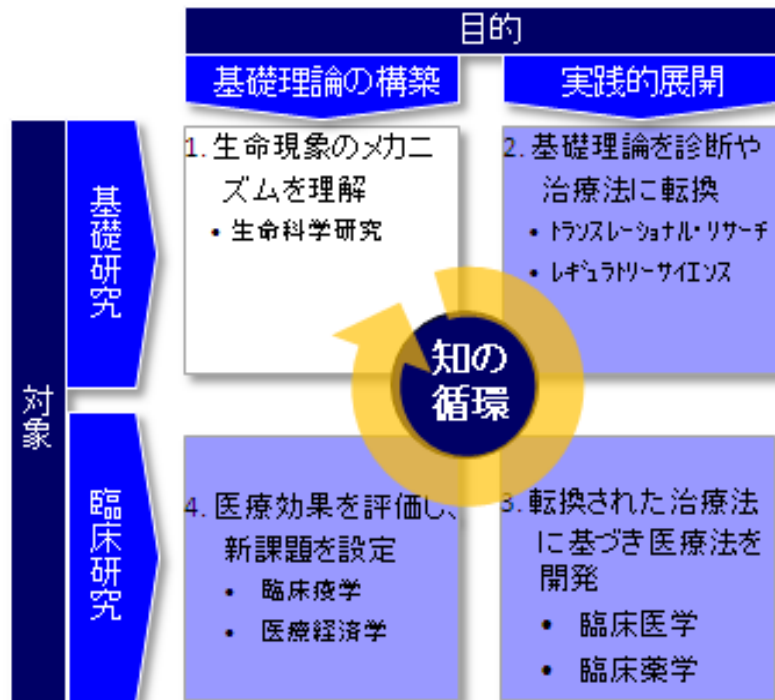 目的
基礎理論の構築
実践的展開
対象
基礎研究
1. 生命現象のメカニ
ズムを理解
• 生命科学研究
2. 基礎理論を診断や
治療法に転換
• トランスレーショナル・リサーチ
• レギュラトリーサイエンス
知の
循環
臨床研究
4. 医療効果を評価し、
新課題を設定
• 臨床疫学
• 医療経済学
3. 転換された治療法
に基づき医療法を
開発
• 臨床医学
• 臨床薬学